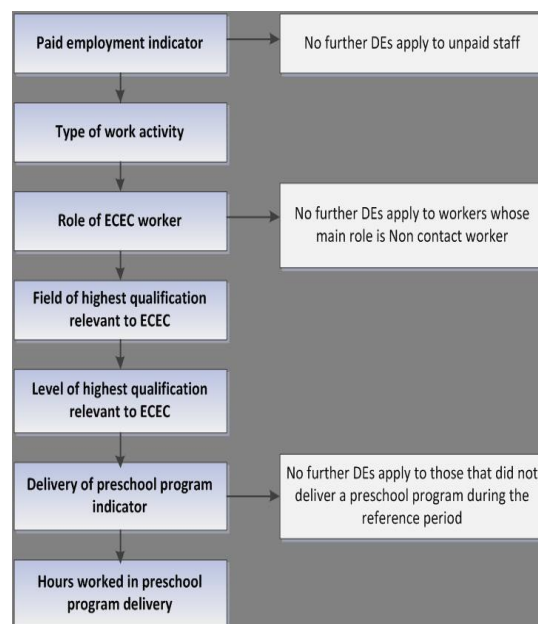 Paid employment indicator
No further DEs apply to unpaid staff
Type of work activity
Role of ECEC worker
No further DEs apply to workers whose
main role is Non contact worker
Field of highest qualification
relevant to ECEC
Level of highest qualification
relevant to ECEC
Delivery of preschool program
indicator
No further DEs apply to those that did not
deliver a preschool program during the
reference period
Hours worked in preschool
program delivery